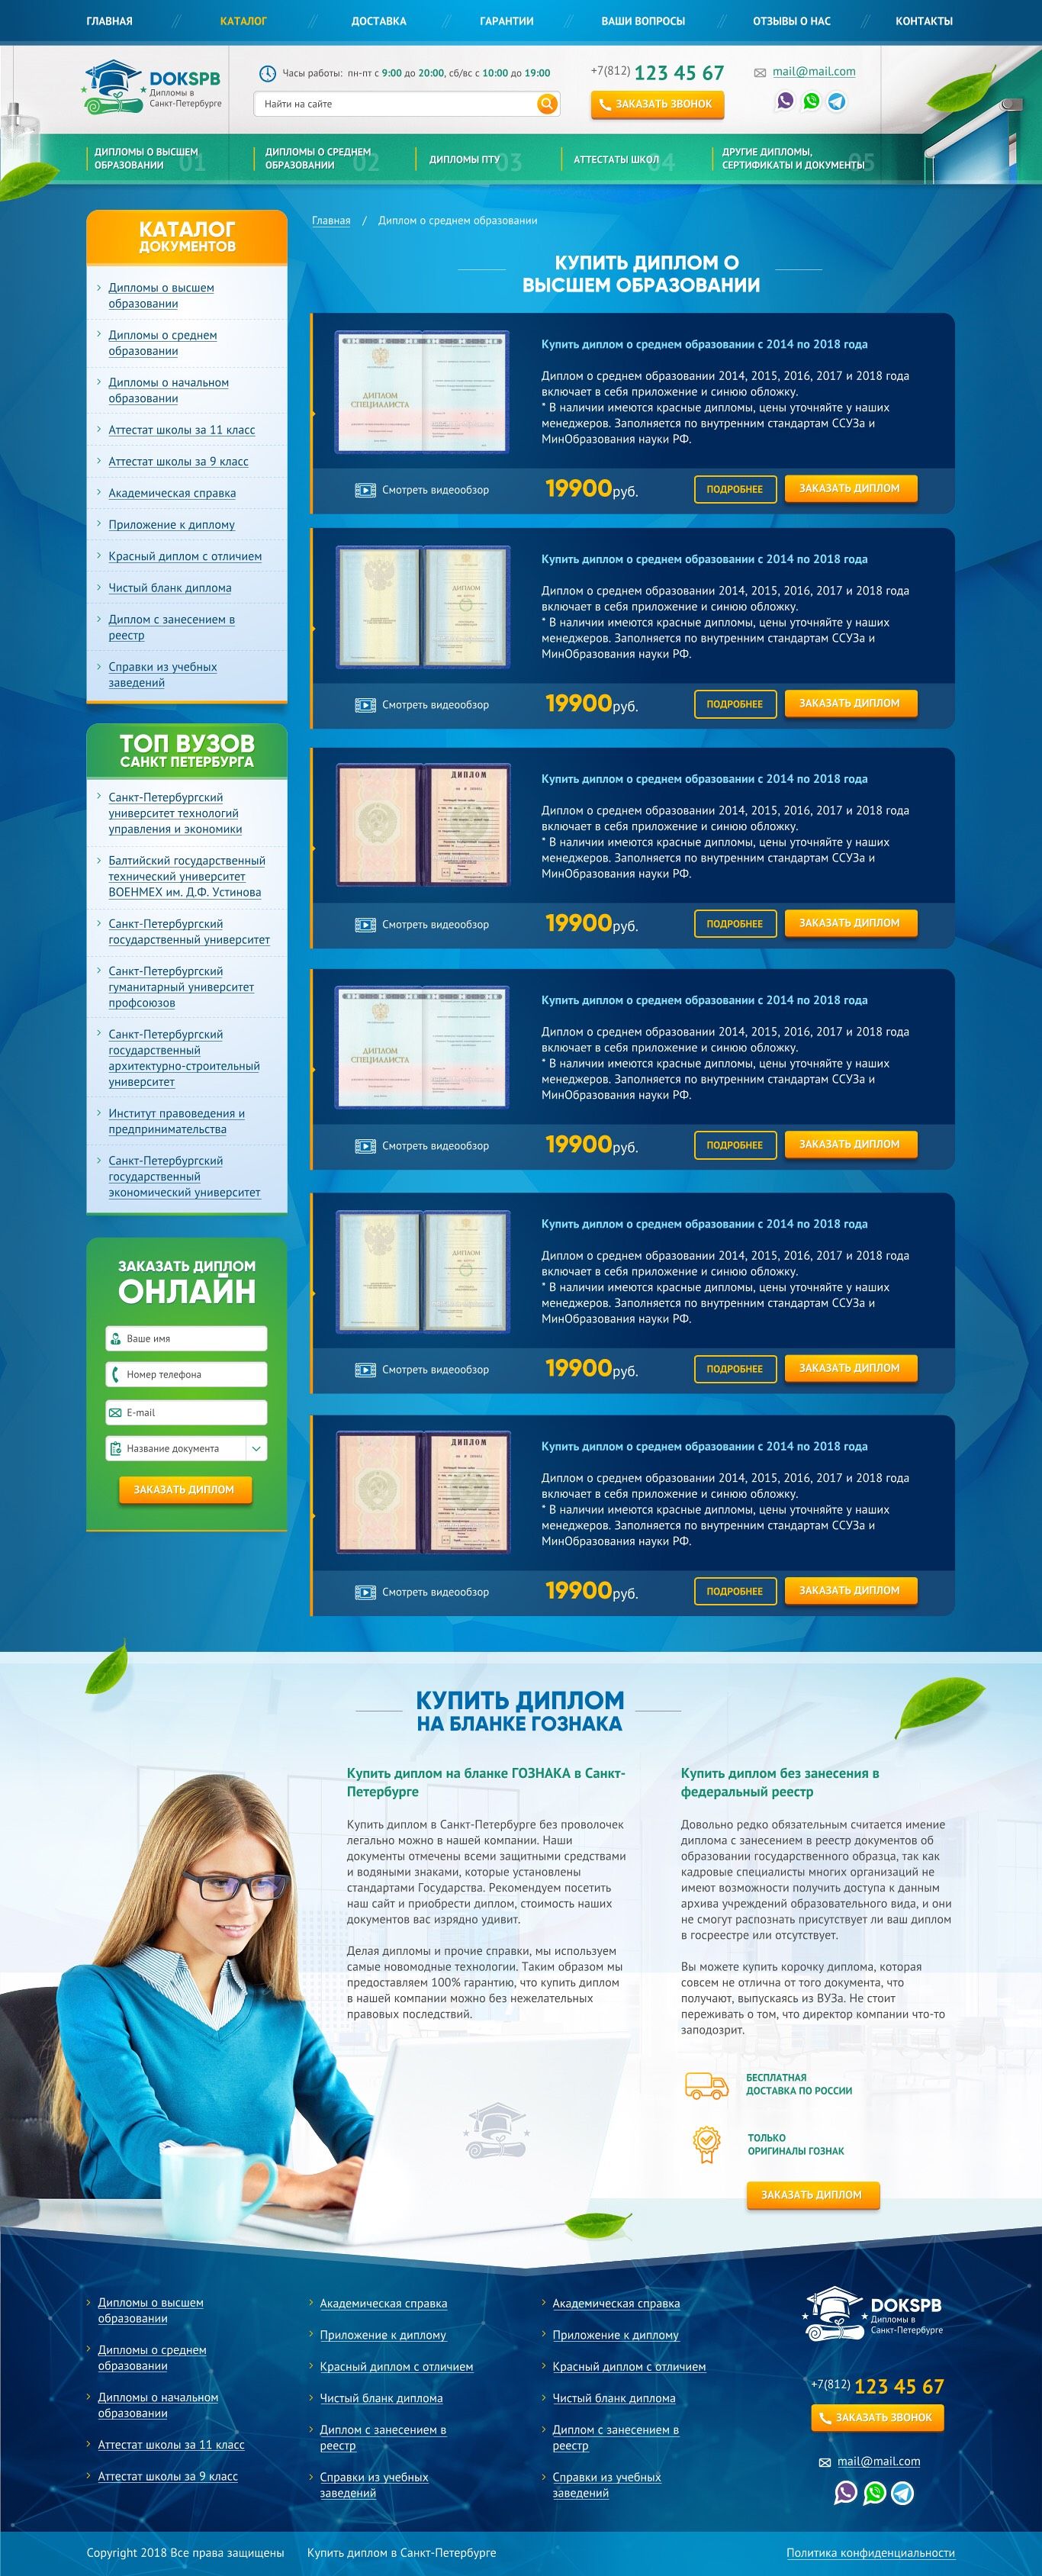 ГЛАВНАЯ
КАТАЛОГ
ДОСТАВКА
ГАРАНТИИ
ВАШИ ВОПРОСЫ
ОТЗЫВЫ О НАС
КОНТАКТЫ
DOKSPB
Дипломы в
Санкт-Петербурге
Часы работы: пн-пт с 9:00 до 20:00, сб/вс с 10:00 до 19:00
Найти на сайте
+7(812) 123 45 67
ЗАКАЗАТЬ ЗВОНОК
mail@mail.com
ДИПЛОМЫ О ВЫСШЕМ
ОБРАЗОВАНИИ 01
ДИПЛОМЫ О СРЕДНЕМ
ОБРАЗОВАНИИ 02
ДИПЛОМЫ ПТУ 03
АТТЕСТАТЫ ШКОЛ 04
ДРУГИЕ ДИПЛОМЫ,
СЕРТИФИКАТЫ И ДОКУМЕНТЫ 05
КАТАЛОГ
ДОКУМЕНТОВ
Дипломы о высшем
образовании
Дипломы о среднем
образовании
Дипломы о начальном
образовании
Аттестат школы за 11 класс
Аттестат школы за 9 класс
Академическая справка
Приложение к диплому
Красный диплом с отличием
Чистый бланк диплома
Диплом с занесением в
реестр
Справки из учебных
заведений
ТОП ВУЗОВ
САНКТ ПЕТЕРБУРГА
Санкт-Петербургский
университет технологий
управления и экономики
Балтийский государственный
технический университет
ВОЕНМЕХ им. Д.Ф. Устинова
Санкт-Петербургский
государственный университет
Санкт-Петербургский
гуманитарный университет
профсоюзов
Санкт-Петербургский
государственный
архитектурно-строительный
университет
Институт правоведения и
предпринимательства
Санкт-Петербургский
государственный
экономический университет
ЗАКАЗАТЬ ДИПЛОМ
ОНЛАЙН
Ваше имя
Номер телефона
E-mail
Название документа
ЗАКАЗАТЬ ДИПЛОМ
Главная / Диплом о среднем образовании
КУПИТЬ ДИПЛОМ О
ВЫСШЕМ ОБРАЗОВАНИИ
ДИПЛОМ
СПЕЦИАЛИСТА
Купить диплом о среднем образовании с 2014 по 2018 года
Диплом о среднем образовании 2014, 2015, 2016, 2017 и 2018 года
включает в себя приложение и синюю обложку.
* В наличии имеются красные дипломы, цены уточняйте у наших
менеджеров. Заполняется по внутренним стандартам ССУЗа и
МинОбразования науки РФ.
Смотреть видеообзор
19900руб.
ПОДРОБНЕЕ
ЗАКАЗАТЬ ДИПЛОМ
ДИПЛОМ
Купить диплом о среднем образовании с 2014 по 2018 года
Диплом о среднем образовании 2014, 2015, 2016, 2017 и 2018 года
включает в себя приложение и синюю обложку.
* В наличии имеются красные дипломы, цены уточняйте у наших
менеджеров. Заполняется по внутренним стандартам ССУЗа и
МинОбразования науки РФ.
Смотреть видеообзор
19900руб.
ПОДРОБНЕЕ
ЗАКАЗАТЬ ДИПЛОМ
ДИПЛОМ
Купить диплом о среднем образовании с 2014 по 2018 года
Диплом о среднем образовании 2014, 2015, 2016, 2017 и 2018 года
включает в себя приложение и синюю обложку.
* В наличии имеются красные дипломы, цены уточняйте у наших
менеджеров. Заполняется по внутренним стандартам ССУЗа и
МинОбразования науки РФ.
Смотреть видеообзор
19900руб.
ПОДРОБНЕЕ
ЗАКАЗАТЬ ДИПЛОМ
ДИПЛОМ
СПЕЦИАЛИСТА
Купить диплом о среднем образовании с 2014 по 2018 года
Диплом о среднем образовании 2014, 2015, 2016, 2017 и 2018 года
включает в себя приложение и синюю обложку.
* В наличии имеются красные дипломы, цены уточняйте у наших
менеджеров. Заполняется по внутренним стандартам ССУЗа и
МинОбразования науки РФ.
Смотреть видеообзор
19900руб.
ПОДРОБНЕЕ
ЗАКАЗАТЬ ДИПЛОМ
ДИПЛОМ
Купить диплом о среднем образовании с 2014 по 2018 года
Диплом о среднем образовании 2014, 2015, 2016, 2017 и 2018 года
включает в себя приложение и синюю обложку.
* В наличии имеются красные дипломы, цены уточняйте у наших
менеджеров. Заполняется по внутренним стандартам ССУЗа и
МинОбразования науки РФ.
Смотреть видеообзор
19900руб.
ПОДРОБНЕЕ
ЗАКАЗАТЬ ДИПЛОМ
ДИПЛОМ
Купить диплом о среднем образовании с 2014 по 2018 года
Диплом о среднем образовании 2014, 2015, 2016, 2017 и 2018 года
включает в себя приложение и синюю обложку.
* В наличии имеются красные дипломы, цены уточняйте у наших
менеджеров. Заполняется по внутренним стандартам ССУЗа и
МинОбразования науки РФ.
Смотреть видеообзор
19900руб.
ПОДРОБНЕЕ
ЗАКАЗАТЬ ДИПЛОМ
КУПИТЬ ДИПЛОМ
НА БЛАНКЕ ГОЗНАКА
Купить диплом на бланке ГОЗНАКА в Санкт-
Петербурге
Купить диплом в Санкт-Петербурге без проволочек
легально можно в нашей компании. Наши
документы отмечены всеми защитными средствами
и водяными знаками, которые установлены
стандартами Государства. Рекомендуем посетить
наш сайт и приобрести диплом, стоимость наших
документов вас изрядно удивит.
Делая дипломы и прочие справки, мы используем
самые новомодные технологии. Таким образом мы
предоставляем 100% гарантию, что купить диплом
в нашей компании можно без нежелательных
правовых последствий.
Купить диплом без занесения в
федеральный реестр
Довольно редко обязательным считается имение
диплома с занесением в реестр документов об
образовании государственного образца, так как
кадровые специалисты многих организаций не
имеют возможности получить доступа к данным
архива учреждений образовательного вида, и они
не смогут распознать присутствует ли ваш диплом
в госреестре или отсутствует.
Вы можете купить корочку диплома, которая
совсем не отлична от того документа, что
получают, выпускаясь из ВУЗа. Не стоит
переживать о том, что директор компании что-то
заподозрит.
БЕСПЛАТНАЯ
ДОСТАВКА ПО РОССИИ
ТОЛЬКО
ОРИГИНАЛЫ ГОЗНАК
ЗАКАЗАТЬ ДИПЛОМ
Дипломы о высшем
образовании
Дипломы о среднем
образовании
Дипломы о начальном
образовании
Аттестат школы за 11 класс
Аттестат школы за 9 класс
Академическая справка
Приложение к диплому
Красный диплом с отличием
Чистый бланк диплома
Диплом с занесением в
реестр
Справки из учебных
заведений
Академическая справка
Приложение к диплому
Красный диплом с отличием
Чистый бланк диплома
Диплом с занесением в
реестр
Справки из учебных
заведений
DOKSPB
Дипломы в
Санкт-Петербурге
+7(812) 123 45 67
ЗАКАЗАТЬ ЗВОНОК
mail@mail.com
Copyright 2018 Все права защищены
Купить диплом в Санкт-Петербурге
Политика конфиденциальности